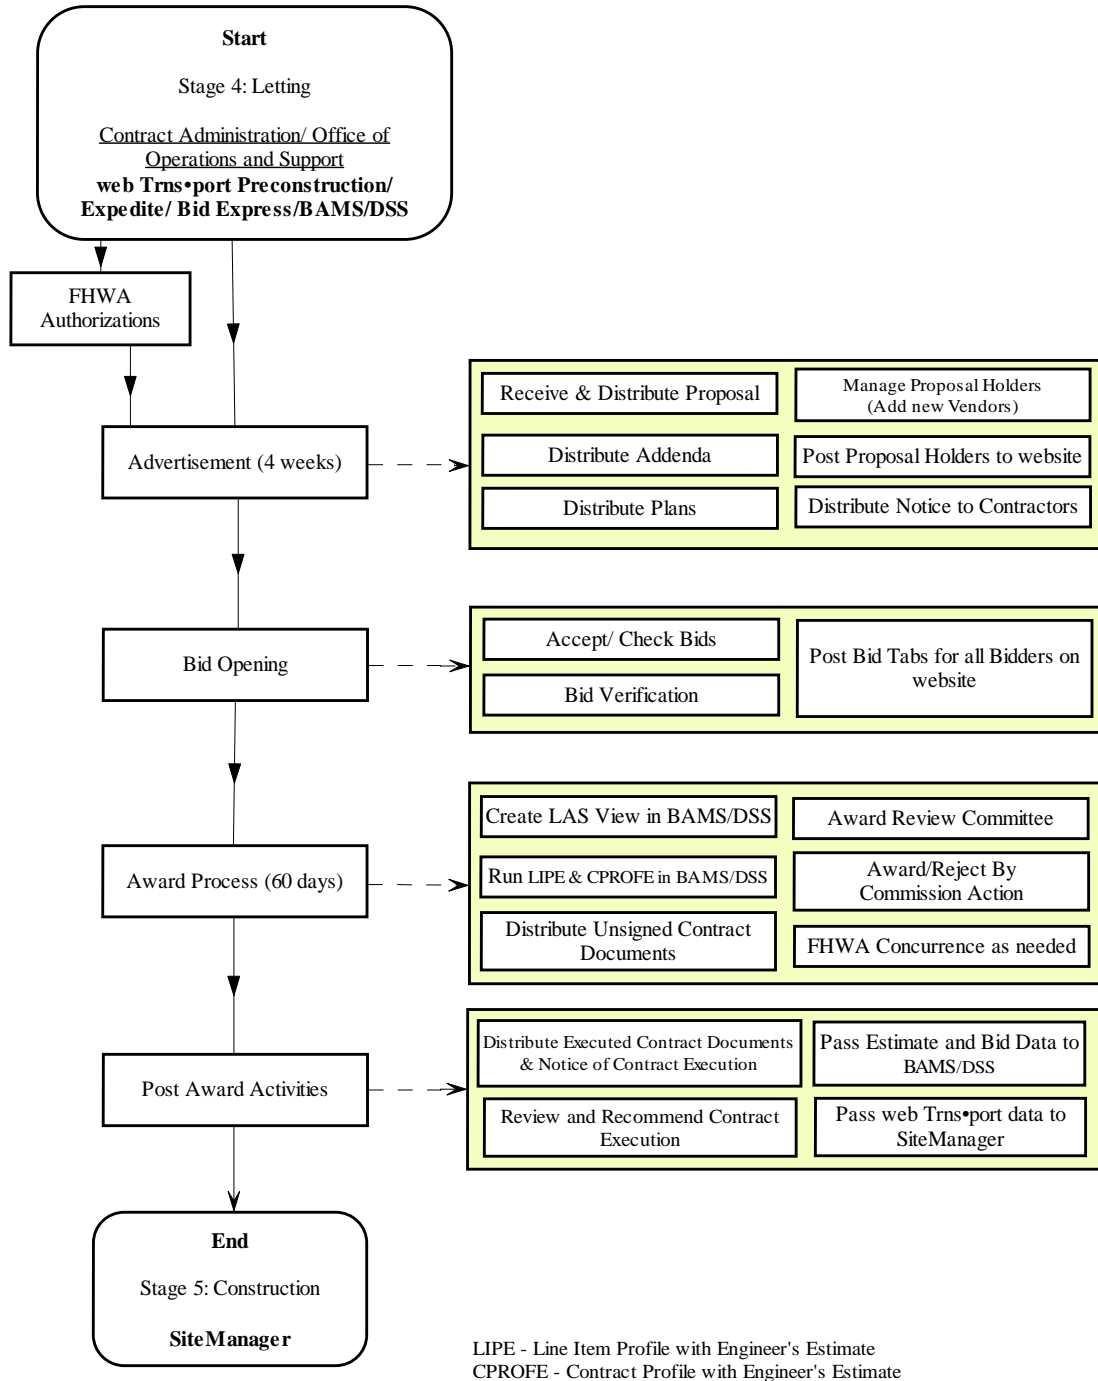 Start
Stage 4: Letting
Contract Administration/ Office of
Operations and Support
web Trns•port Preconstruction/
Expedite/ Bid Express/BAMS/DSS
FHWA
Authorizations
Advertisement (4 weeks)
Receive & Distribute Proposal
Manage Proposal Holders
(Add new Vendors)
Distribute Addenda
Post Proposal Holders to website
Distribute Plans
Distribute Notice to Contractors
Bid Opening
Accept/ Check Bids
Bid Verification
Post Bid Tabs for all Bidders on
website
Award Process (60 days)
Create LAS View in BAMS/DSS
Award Review Committee
Run LIPE & CPROFE in BAMS/DSS
Award/Reject By
Commission Action
Distribute Unsigned Contract
Documents
FHWA Concurrence as needed
Post Award Activities
Distribute Executed Contract Documents
& Notice of Contract Execution
Pass Estimate and Bid Data to
BAMS/DSS
Review and Recommend Contract
Execution
Pass web Trns•port data to
SiteManager
End
Stage 5: Construction
SiteManager
LIPE - Line Item Profile with Engineer's Estimate
CPROFE - Contract Profile with Engineer's Estimate